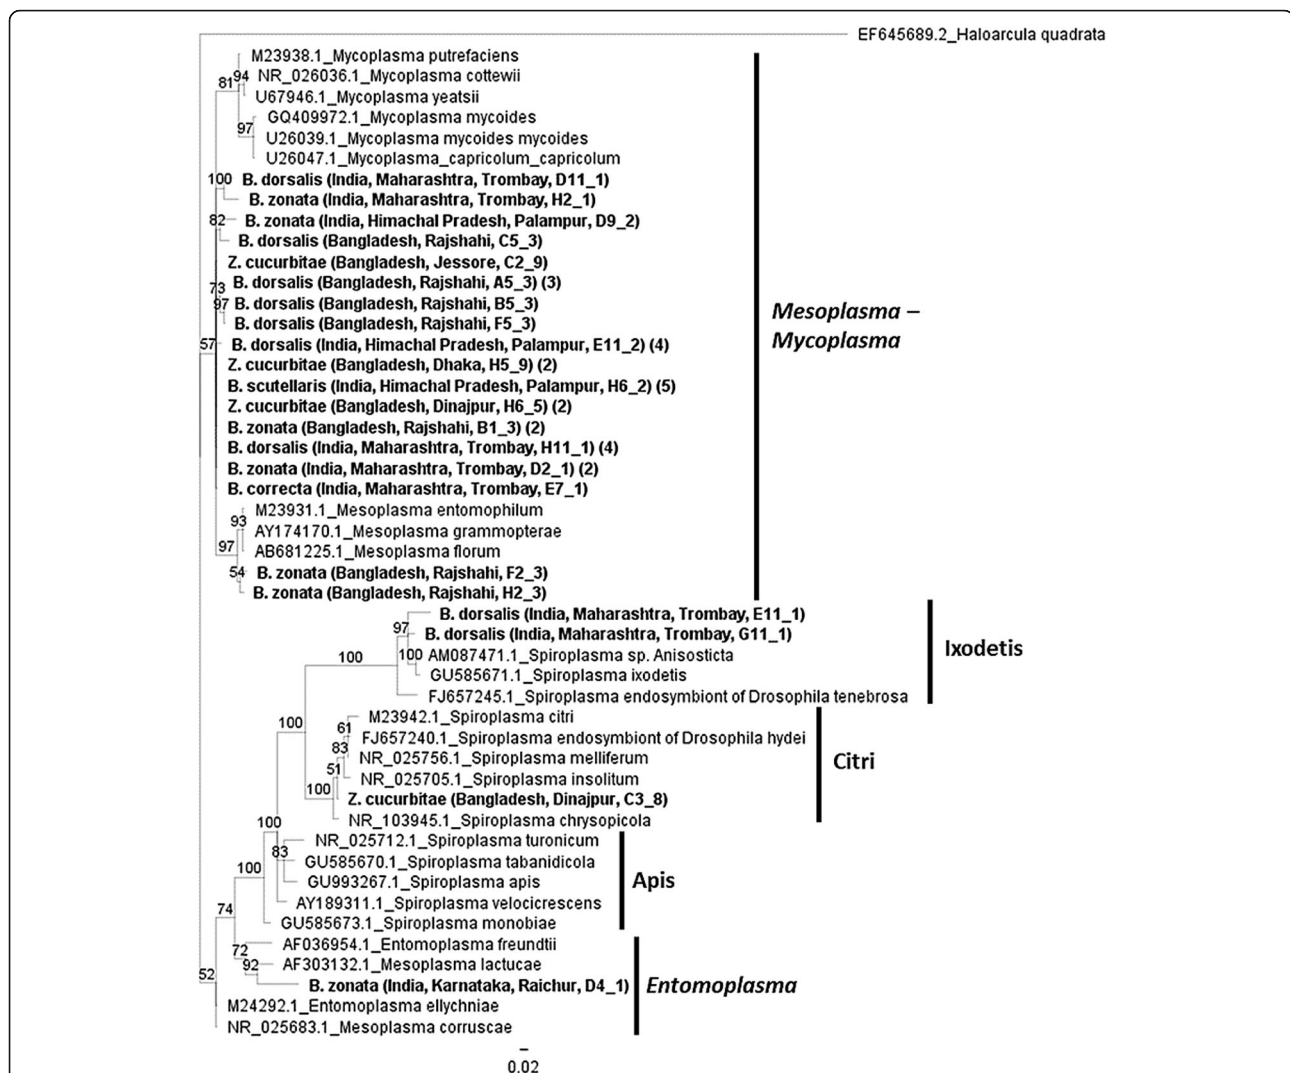 EF645689.2_Haloarcula quadrata
M23938.1_Mycoplasma putrefaciens
94
NR_026036.1_Mycoplasma cottewii
81
U67946.1_Mycoplasma yeatsii
GQ409972.1_Mycoplasma mycoides
97
U26039.1_Mycoplasma mycoides mycoides
U26047.1_Mycoplasma_capricolum_capricolum
100
B. dorsalis (India, Maharashtra, Trombay, D11_1)
B. zonata (India, Maharashtra, Trombay, H2_1)
82
B. zonata (India, Himachal Pradesh, Palampur, D9_2)
B. dorsalis (Bangladesh, Rajshahi, C5_3)
Z. cucurbitae (Bangladesh, Jessore, C2_9)
73
B. dorsalis (Bangladesh, Rajshahi, A5_3) (3)
97
B. dorsalis (Bangladesh, Rajshahi, B5_3)
B. dorsalis (Bangladesh, Rajshahi, F5_3)
Mesoplasma –
Mycoplasma
57
B. dorsalis (India, Himachal Pradesh, Palampur, E11_2) (4)
Z. cucurbitae (Bangladesh, Dhaka, H5_9) (2)
B. scutellaris (India, Himachal Pradesh, Palampur, H6_2) (5)
Z. cucurbitae (Bangladesh, Dinajpur, H6_5) (2)
B. zonata (Bangladesh, Rajshahi, B1_3) (2)
B. dorsalis (India, Maharashtra, Trombay, H11_1) (4)
B. zonata (India, Maharashtra, Trombay, D2_1) (2)
B. correcta (India, Maharashtra, Trombay, E7_1)
M23931.1_Mesoplasma entomophilum
93
AY174170.1_Mesoplasma grammopterae
97
AB681225.1_Mesoplasma florum
54
B. zonata (Bangladesh, Rajshahi, F2_3)
B. zonata (Bangladesh, Rajshahi, H2_3)
B. dorsalis (India, Maharashtra, Trombay, E11_1)
97
B. dorsalis (India, Maharashtra, Trombay, G11_1)
Ixodetis
100
100
AM087471.1_Spiroplasma sp. Anisosticta
GU585671.1_Spiroplasma ixodetis
FJ657245.1_Spiroplasma endosymbiont of Drosophila tenebrosa
100
M23942.1_Spiroplasma citri
61
FJ657240.1_Spiroplasma endosymbiont of Drosophila hydei
83
NR_025756.1_Spiroplasma melliferum
Citri
51
NR_025705.1_Spiroplasma insolitum
100
Z. cucurbitae (Bangladesh, Dinajpur, C3_8)
NR_103945.1_Spiroplasma chrysopicola
100
NR_025712.1_Spiroplasma turonicum
83
GU585670.1_Spiroplasma tabanidicola
100
GU993267.1_Spiroplasma apis
Apis
AY189311.1_Spiroplasma velocicrescens
74
GU585673.1_Spiroplasma monobiae
AF036954.1_Entomoplasma freundtii
72
AF303132.1_Mesoplasma lactucae
92
52
B. zonata (India, Karnataka, Raichur, D4_1)
Entomoplasma
M24292.1_Entomoplasma ellychniae
NR_025683.1_Mesoplasma corruscae
0.02